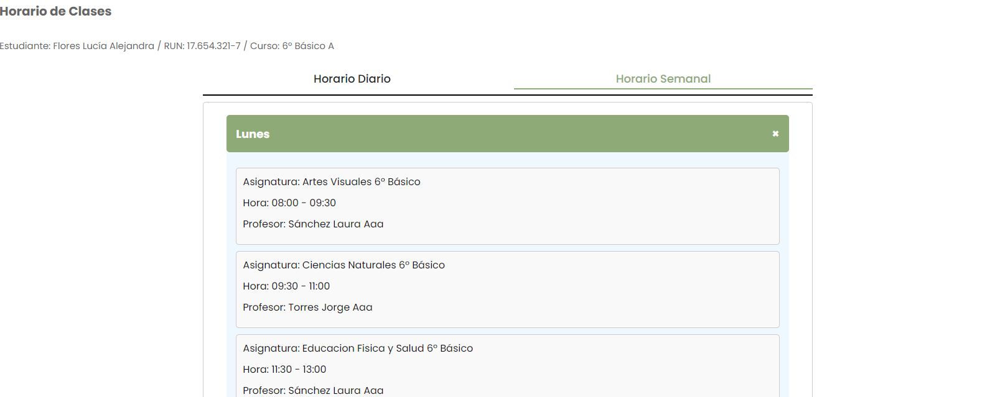 Horario de Clases
Estudiante: Flores Lucía Alejandra / RUN: 17.654.321-7 / Curso: 6° Básico A
Horario Diario
Horario Semanal
Lunes
Asignatura: Artes Visuales 6° Básico
Hora: 08:00 - 09:30
Profesor: Sánchez Laura Aaa
Asignatura: Ciencias Naturales 6° Básico
Hora: 09:30 - 11:00
Profesor: Torres Jorge Aaa
Asignatura: Educacion Fisica y Salud 6° Básico
Hora: 11:30 - 13:00
Profesor: Sánchez Laura Aaa